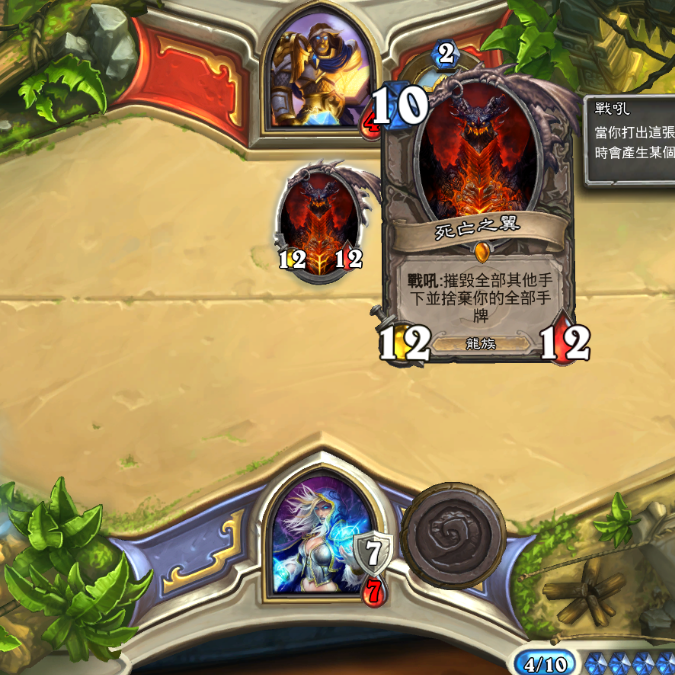 2
10
4
戰吼
當你打出這張
時會產生某個
12 12
死亡之翼
戰吼:摧毀全部其他手
下並捨棄你的全部手
牌
12 龍族 12
7
7
4/10